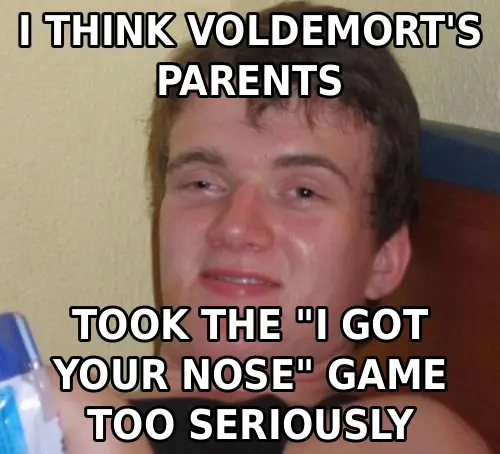 I THINK VOLDEMORT'S
PARENTS
TOOK THE "I GOT
YOUR NOSE" GAME
TOO SERIOUSLY